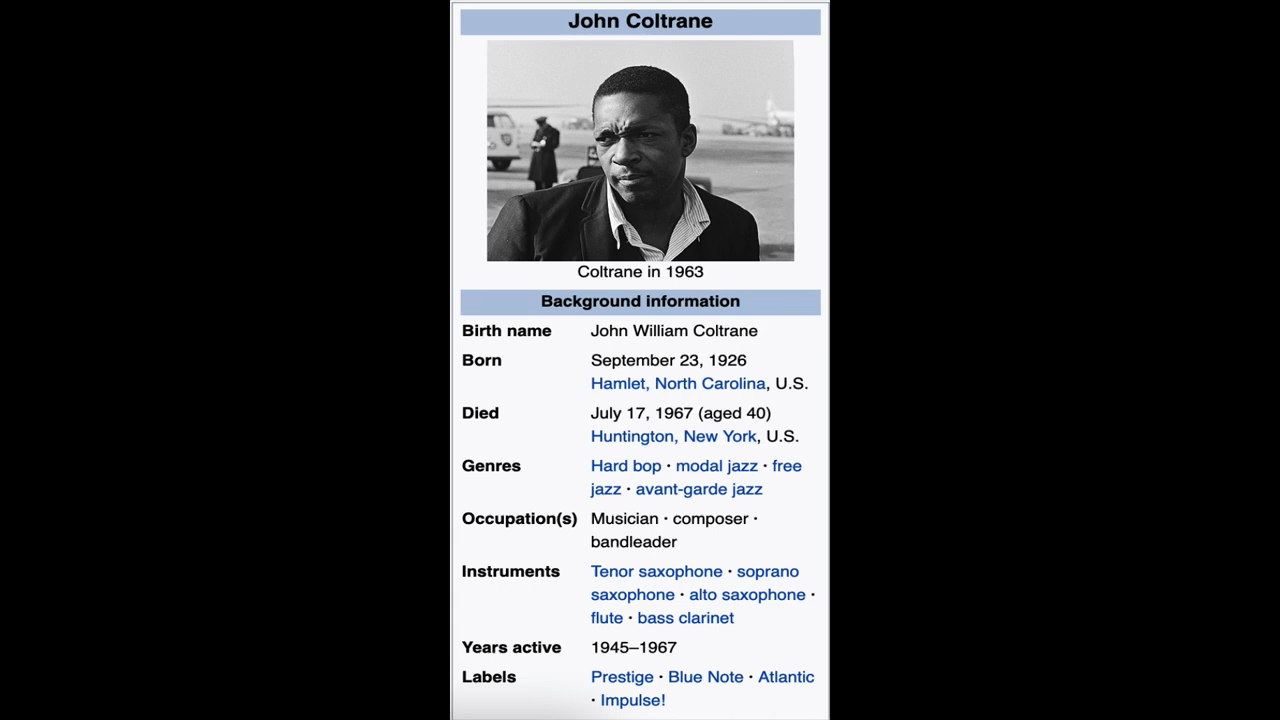 John Coltrane
Coltrane in 1963
Background information
Birth name John William Coltrane
Born September 23, 1926
Hamlet, North Carolina, U.S.
Died July 17, 1967 (aged 40)
Huntington, New York, U.S.
Genres Hard bop · modal jazz · free
jazz · avant-garde jazz
Occupation(s) Musician · composer ·
bandleader
Instruments Tenor saxophone · soprano
saxophone · alto saxophone ·
flute · bass clarinet
Years active 1945–1967
Labels Prestige · Blue Note · Atlantic
· Impulse!